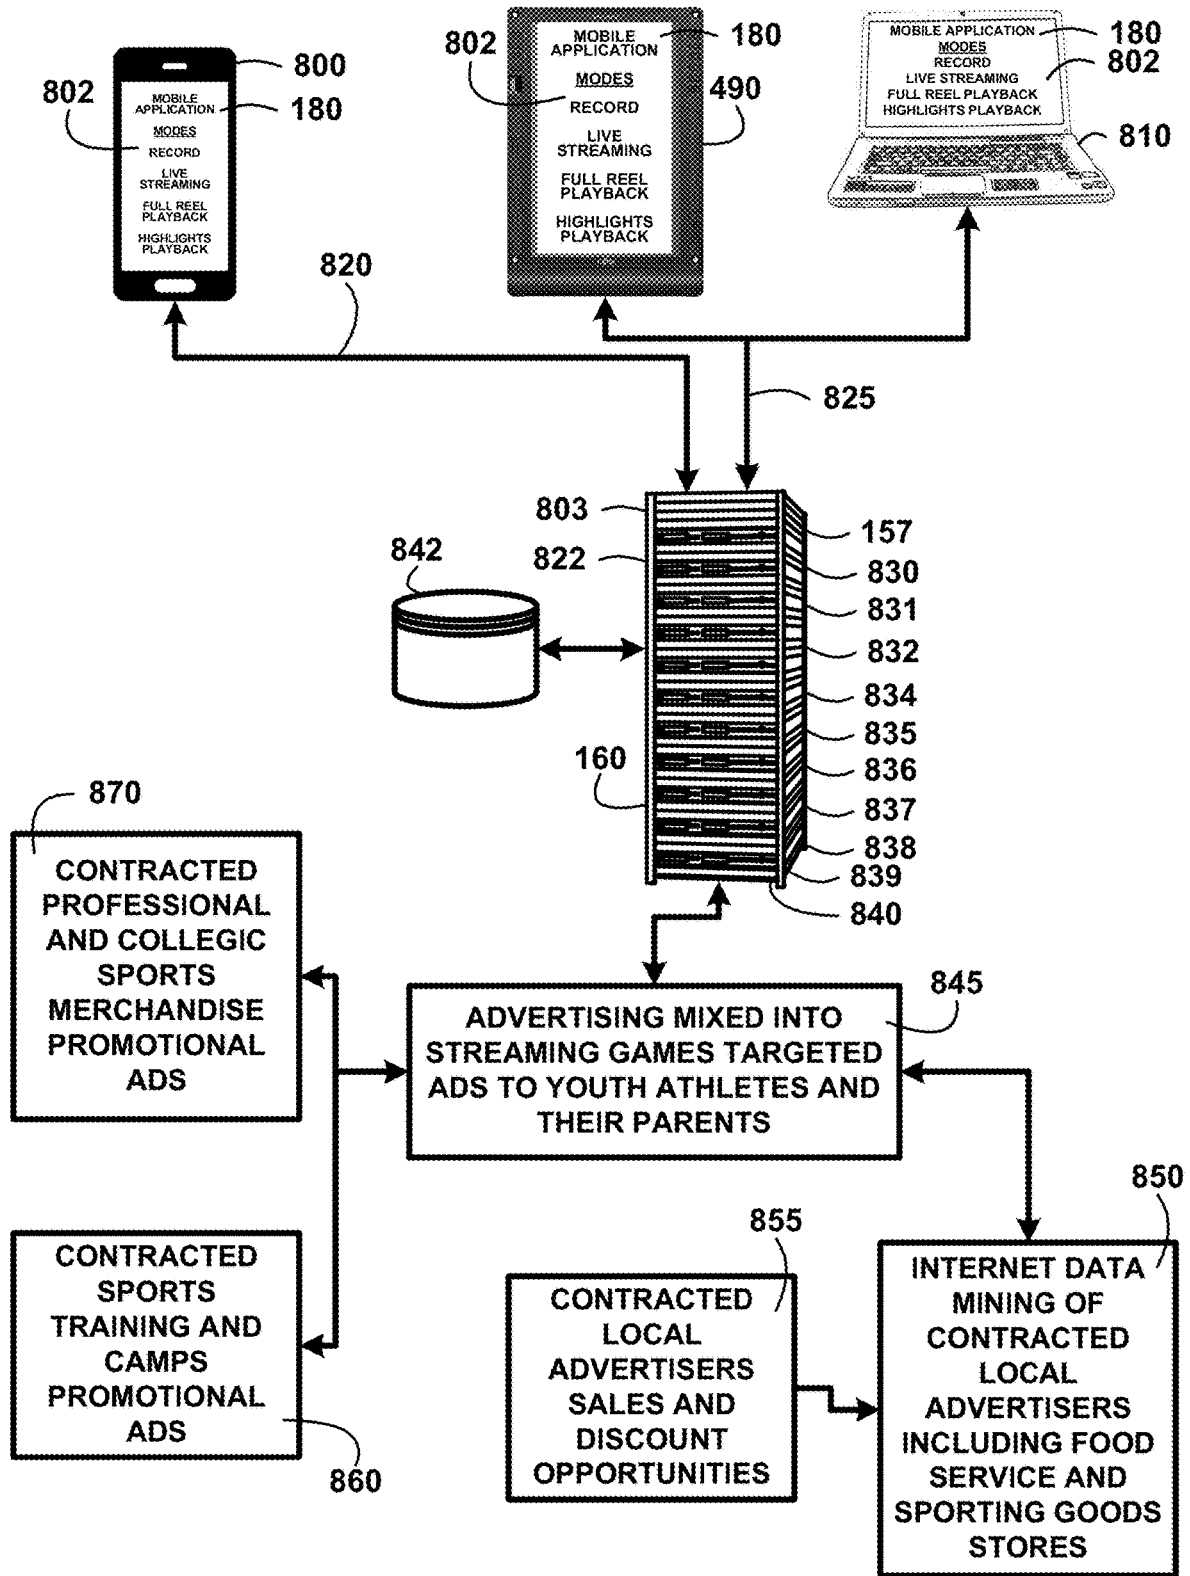 802
800
MOBILE
APPLICATION
180
MODES
RECORD
LIVE
STREAMING
FULL REEL
PLAYBACK
HIGHLIGHTS
PLAYBACK
802
MOBILE
APPLICATION
180
MODES
490
RECORD
LIVE
STREAMING
FULL REEL
PLAYBACK
HIGHLIGHTS
PLAYBACK
MOBILE APPLICATION
180
MODES
802
RECORD
LIVE STREAMING
FULL REEL PLAYBACK
HIGHLIGHTS PLAYBACK
810
820
825
803
157
842
822
830
831
832
834
835
160
836
837
838
839
840
870
CONTRACTED
PROFESSIONAL
AND COLLEGIC
SPORTS
MERCHANDISE
PROMOTIONAL
ADS
845
ADVERTISING MIXED INTO
STREAMING GAMES TARGETED
ADS TO YOUTH ATHLETES AND
THEIR PARENTS
CONTRACTED
SPORTS
TRAINING AND
CAMPS
PROMOTIONAL
ADS
860
855
CONTRACTED
LOCAL
ADVERTISERS
SALES AND
DISCOUNT
OPPORTUNITIES
850
INTERNET DATA
MINING OF
CONTRACTED
LOCAL
ADVERTISERS
INCLUDING FOOD
SERVICE AND
SPORTING GOODS
STORES